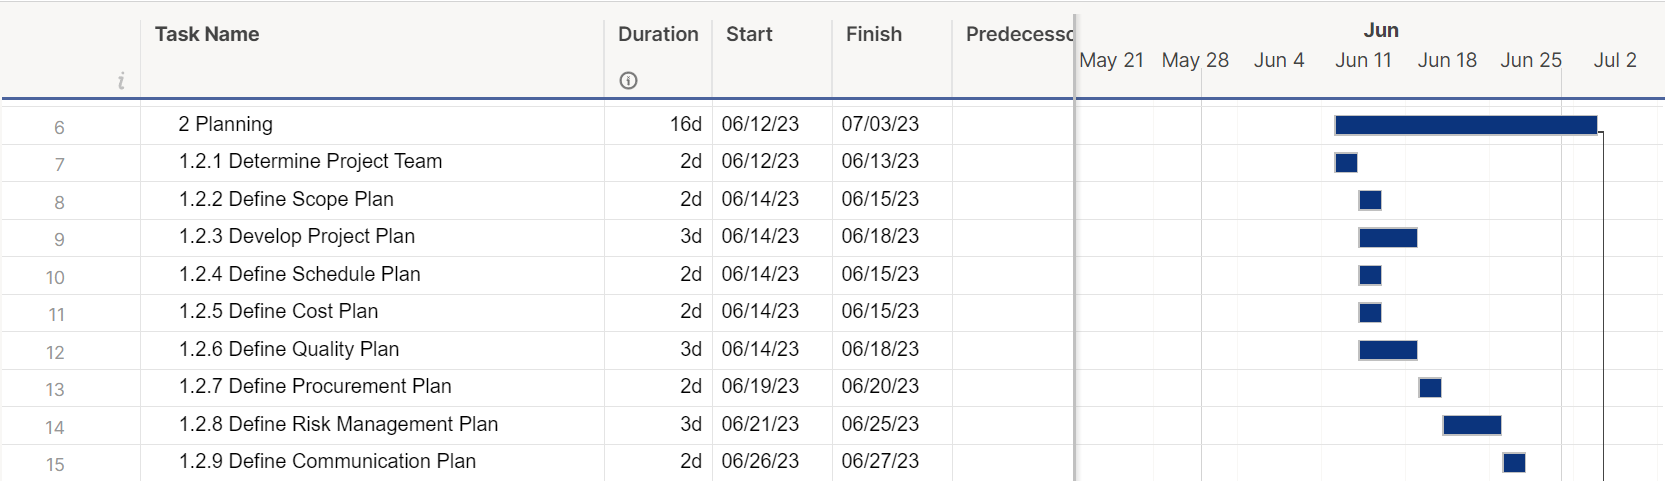 Task Name Duration Start Finish Predecesso Jun
May 21 May 28 Jun 4 Jun 11 Jun 18 Jun 25 Jul 2
i i
6 2 Planning 16d 06/12/23 07/03/23
7 1.2.1 Determine Project Team 2d 06/12/23 06/13/23
8 1.2.2 Define Scope Plan 2d 06/14/23 06/15/23
9 1.2.3 Develop Project Plan 3d 06/14/23 06/18/23
10 1.2.4 Define Schedule Plan 2d 06/14/23 06/15/23
11 1.2.5 Define Cost Plan 2d 06/14/23 06/15/23
12 1.2.6 Define Quality Plan 3d 06/14/23 06/18/23
13 1.2.7 Define Procurement Plan 2d 06/19/23 06/20/23
14 1.2.8 Define Risk Management Plan 3d 06/21/23 06/25/23
15 1.2.9 Define Communication Plan 2d 06/26/23 06/27/23